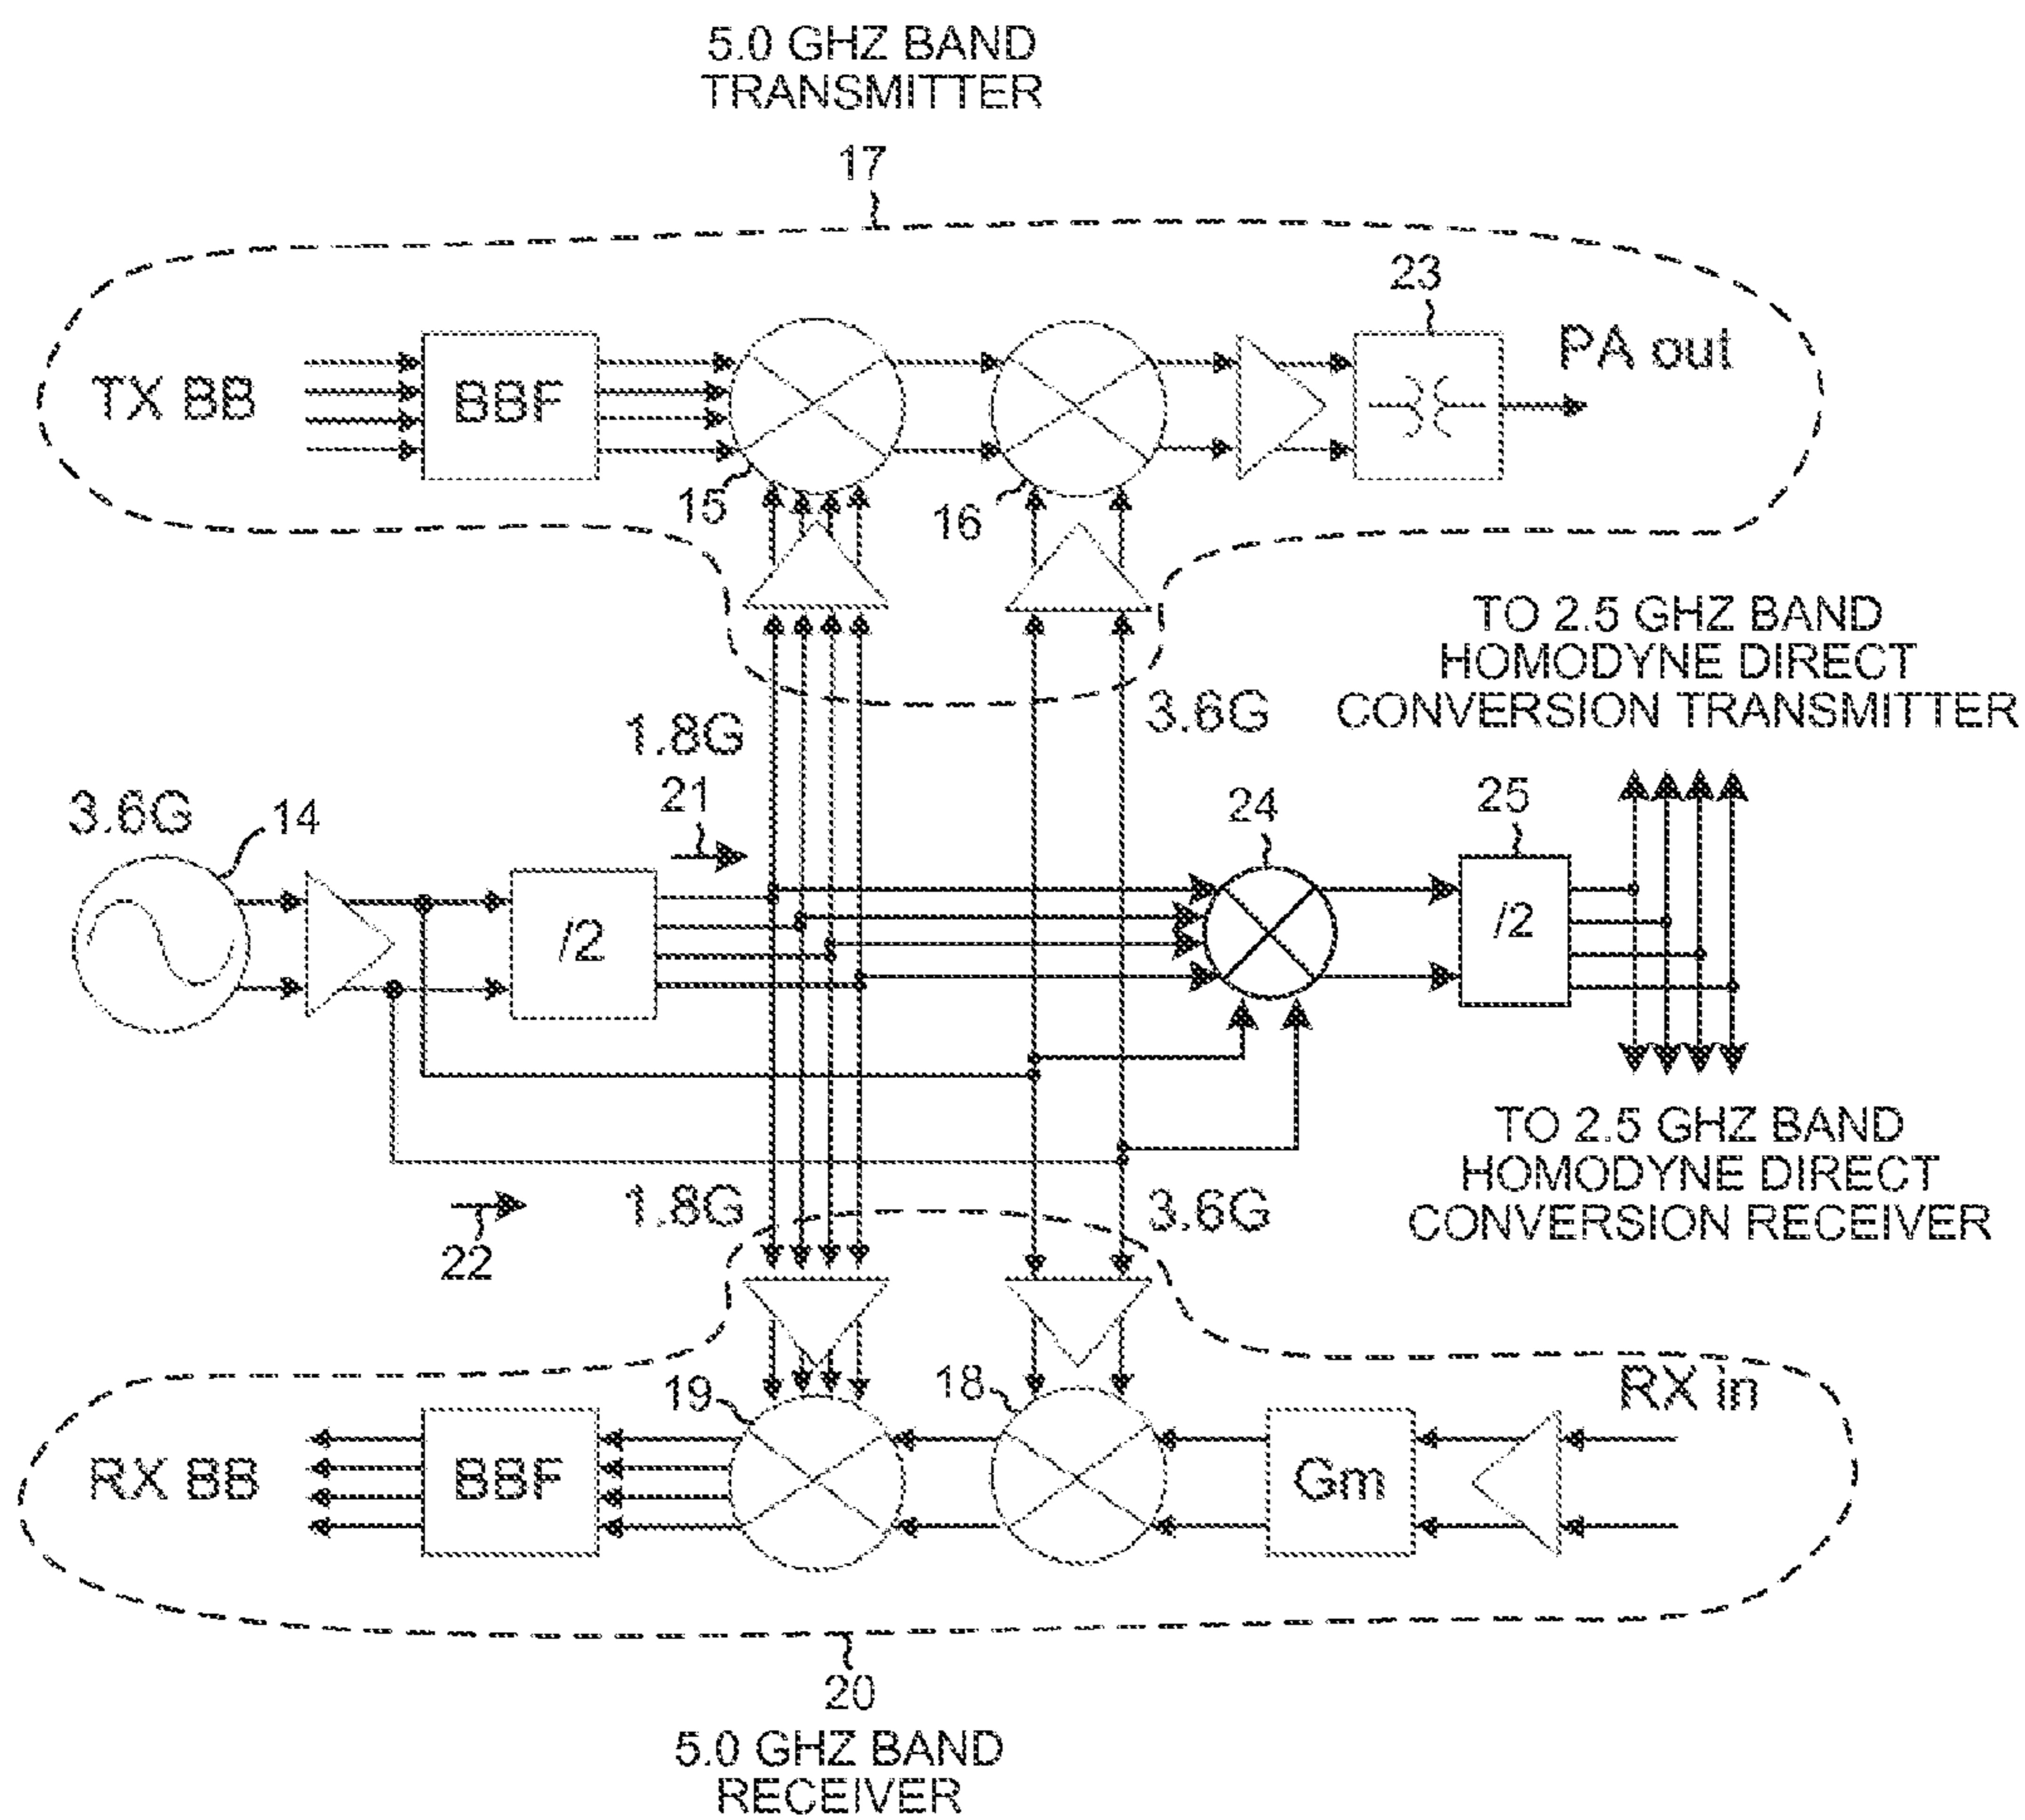 5.0 GHZ BAND
TRANSMITTER
17
23
TX BB
BBF
PA out
15
16
TO 2.5 GHZ BAND
HOMODYNE DIRECT
CONVERSION TRANSMITTER
1.8G
3.6G
3.6G
14
21
24
25
/2
/2
TO 2.5 GHZ BAND
HOMODYNE DIRECT
CONVERSION RECEIVER
22
1.8G
3.6G
19
18
RX in
RX BB
BBF
Gm
20
5.0 GHZ BAND
RECEIVER